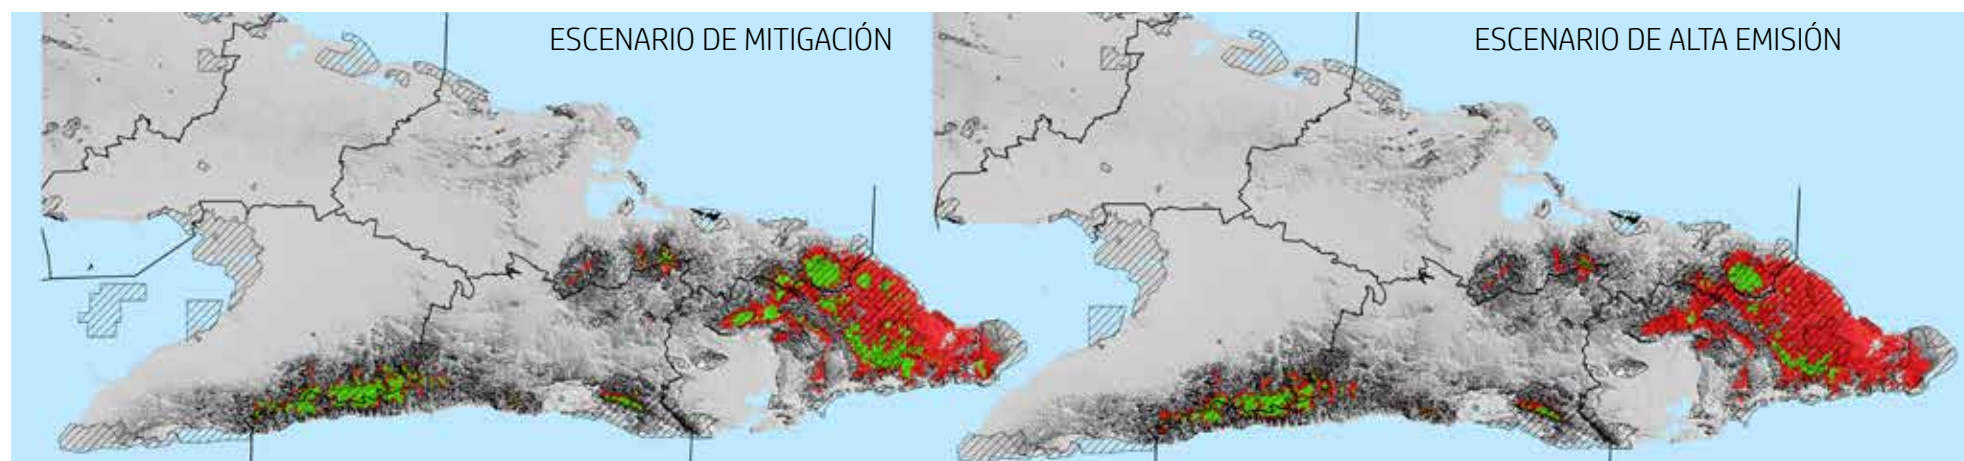 ESCENARIO DE MITIGACIÓN
ESCENARIO DE ALTA EMISIÓN